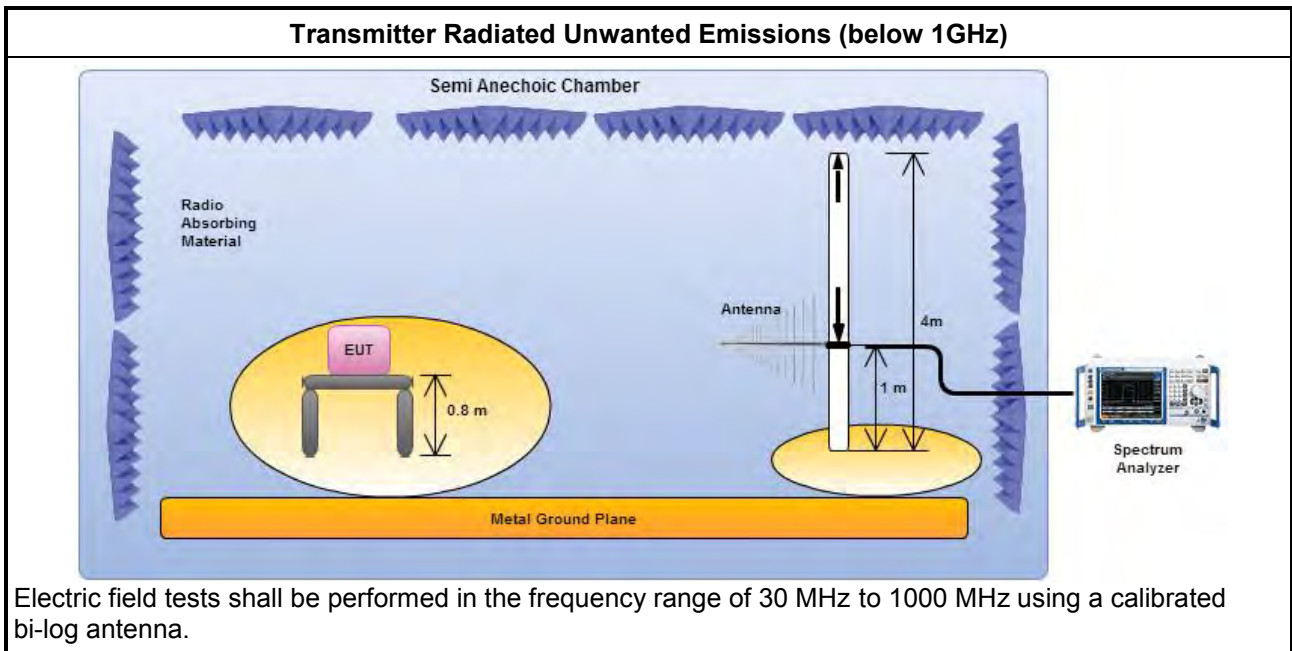 Transmitter Radiated Unwanted Emissions (below 1GHz)
Semi Anechoic Chamber
Radio
Absorbing
Material
Antenna
4m
EUT
1 m
0.8 m
Spectrum
Analyzer
Metal Ground Plane
Electric field tests shall be performed in the frequency range of 30 MHz to 1000 MHz using a calibrated
bi-log antenna.